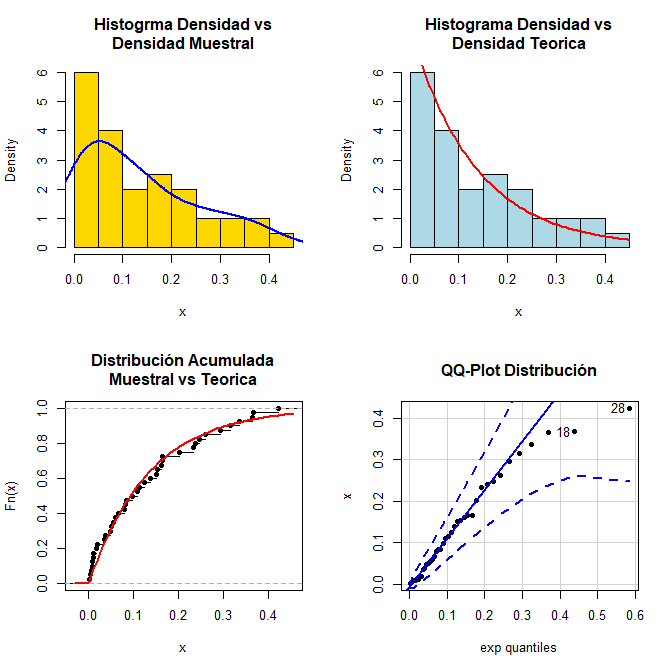 Histogrma Densidad vs
Densidad Muestral
Density
0 1 2 3 4 5 6
0.0 0.1 0.2 0.3 0.4
x
Histograma Densidad vs
Densidad Teorica
Density
0 1 2 3 4 5 6
0.0 0.1 0.2 0.3 0.4
x
Distribución Acumulada
Muestral vs Teorica
Fn(x)
0.0 0.2 0.4 0.6 0.8 1.0
0.0 0.1 0.2 0.3 0.4
x
QQ-Plot Distribución
x
0.0 0.1 0.2 0.3 0.4
28
18
0.0 0.1 0.2 0.3 0.4 0.5 0.6
exp quantiles